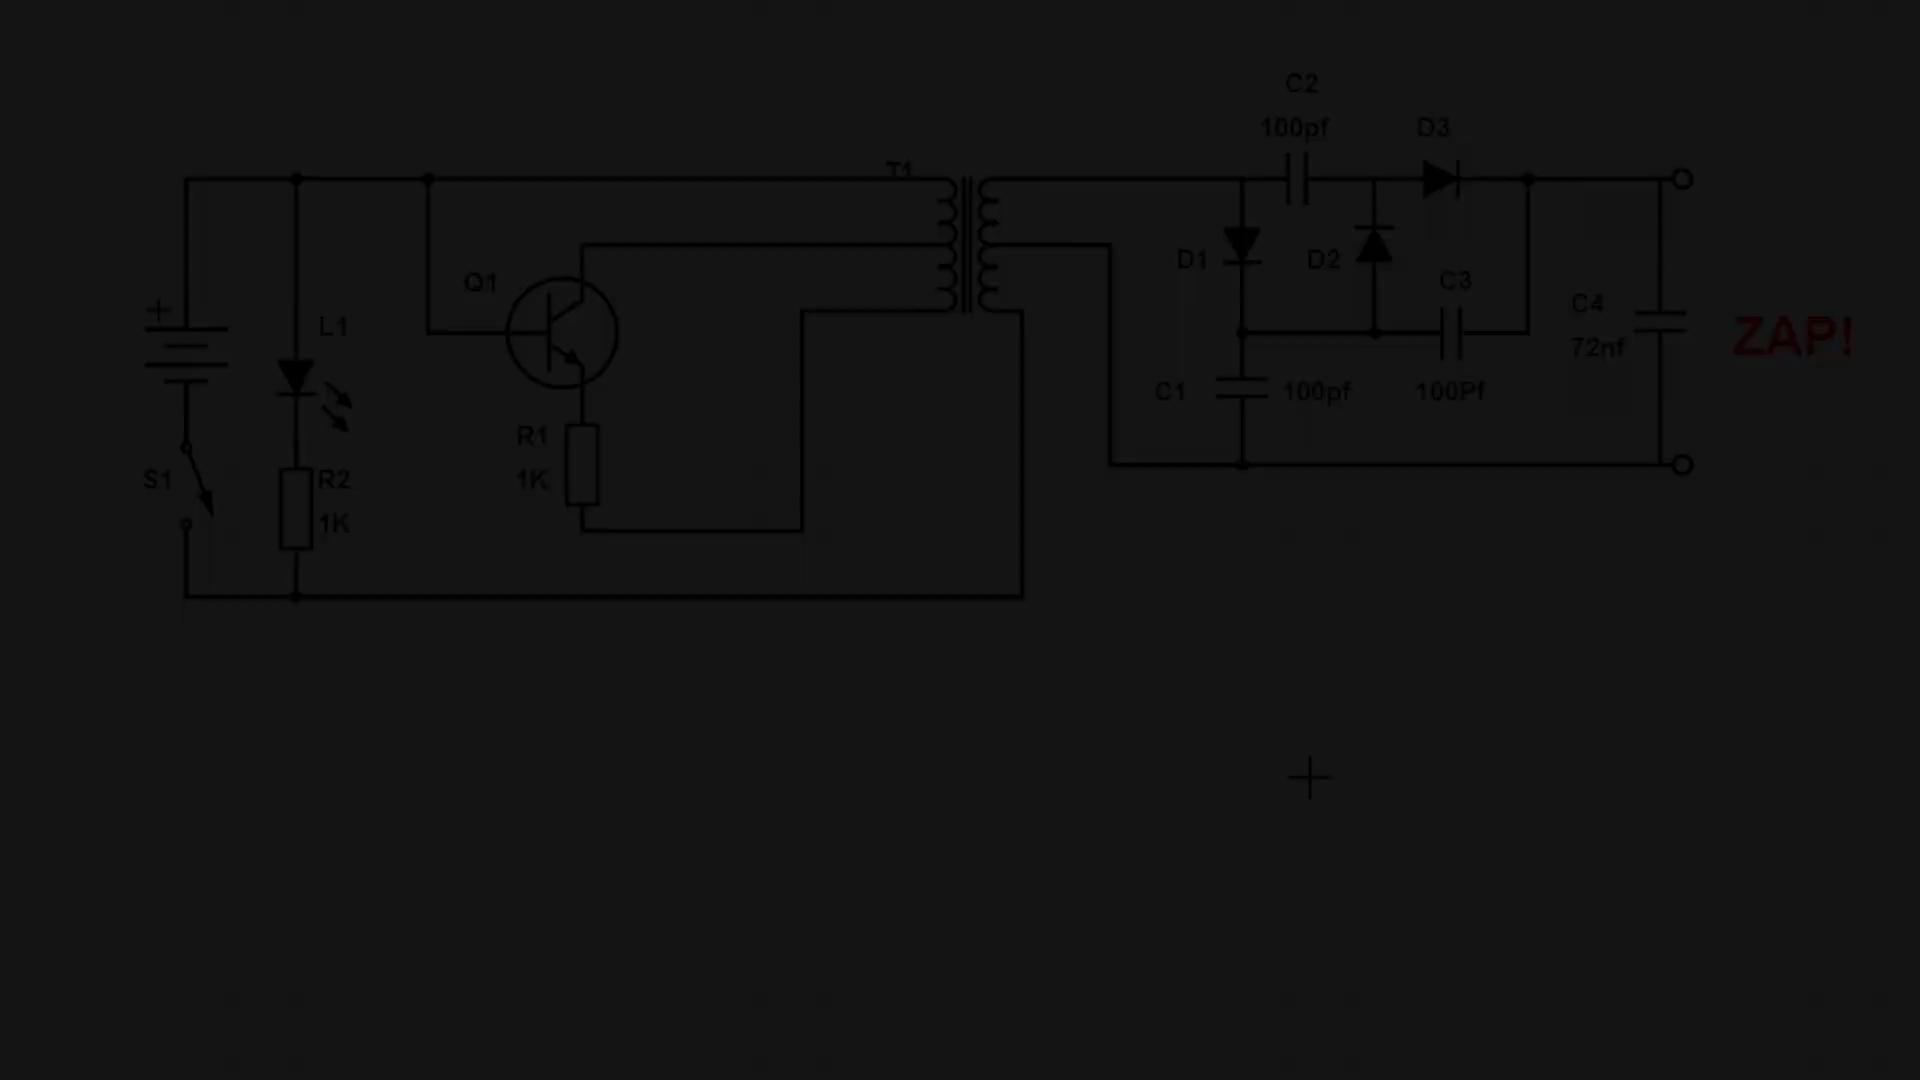 C2
100pf
D3
T1
Q1
D1
D2
C3
+
L1
C4
ZAP!
72nf
C1
100pf
100Pf
R1
S1
R2
1K
1K